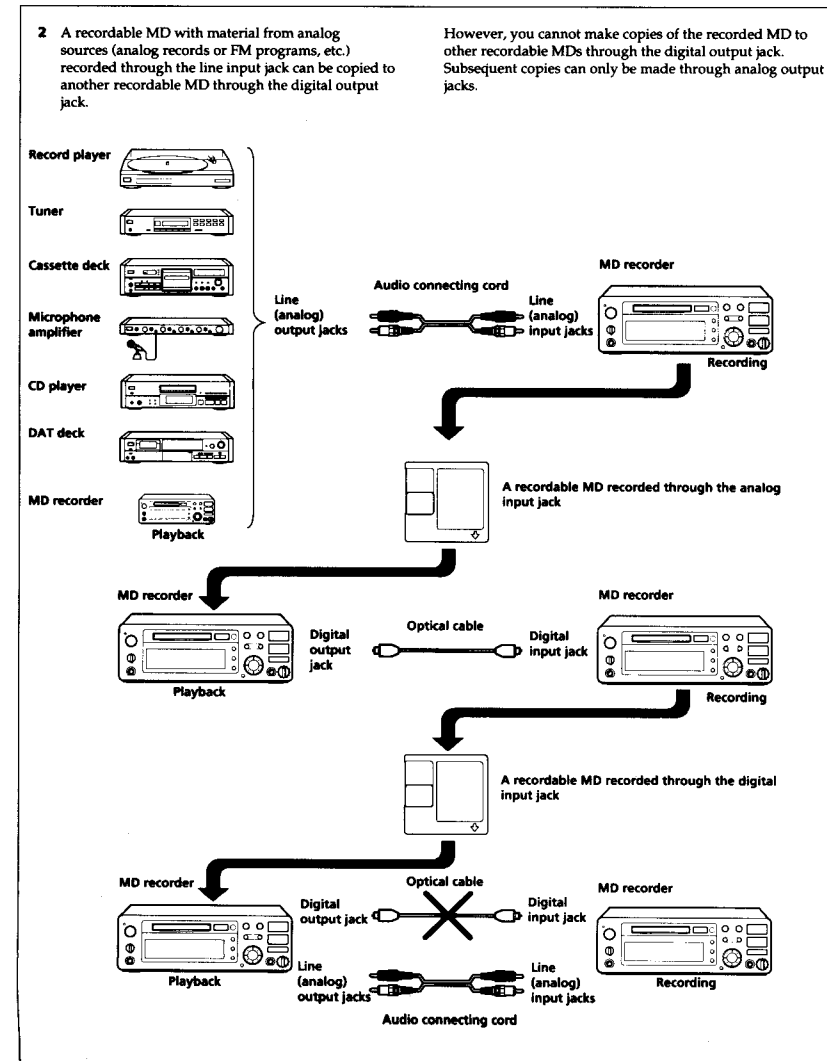 2 A recordable MD with material from analog
sources (analog records or FM programs, etc.)
recorded through the line input jack can be copied to
another recordable MD through the digital output
jack.
However, you cannot make copies of the recorded MD to
other recordable MDs through the digital output jack.
Subsequent copies can only be made through analog output
jacks.
Record player
Tuner
Cassette deck
Microphone
amplifier
CD player
DAT deck
MD recorder
Playback
Line
(analog)
output jacks
Audio connecting cord
Line
(analog)
input jacks
MD recorder
Recording
A recordable MD recorded through the analog
input jack
MD recorder
Playback
Digital
output
jack
Optical cable
Digital
input jack
MD recorder
Recording
A recordable MD recorded through the digital
input jack
MD recorder
Playback
Digital
output jack
Optical cable
Digital
input jack
Line
(analog)
output jacks
Line
(analog)
input jacks
Audio connecting cord
MD recorder
Recording